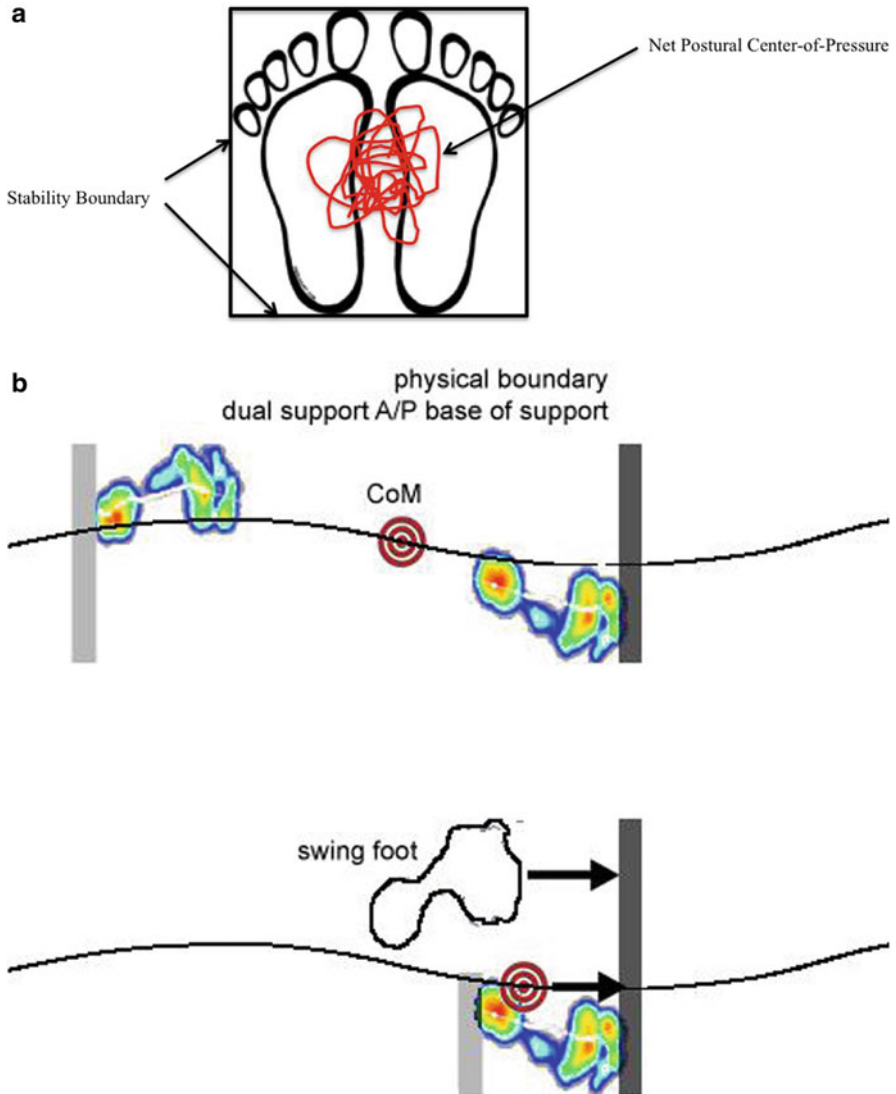 a
Net Postural Center-of-Pressure
Stability Boundary
b
physical boundary
dual support A/P base of support
CoM
swing foot